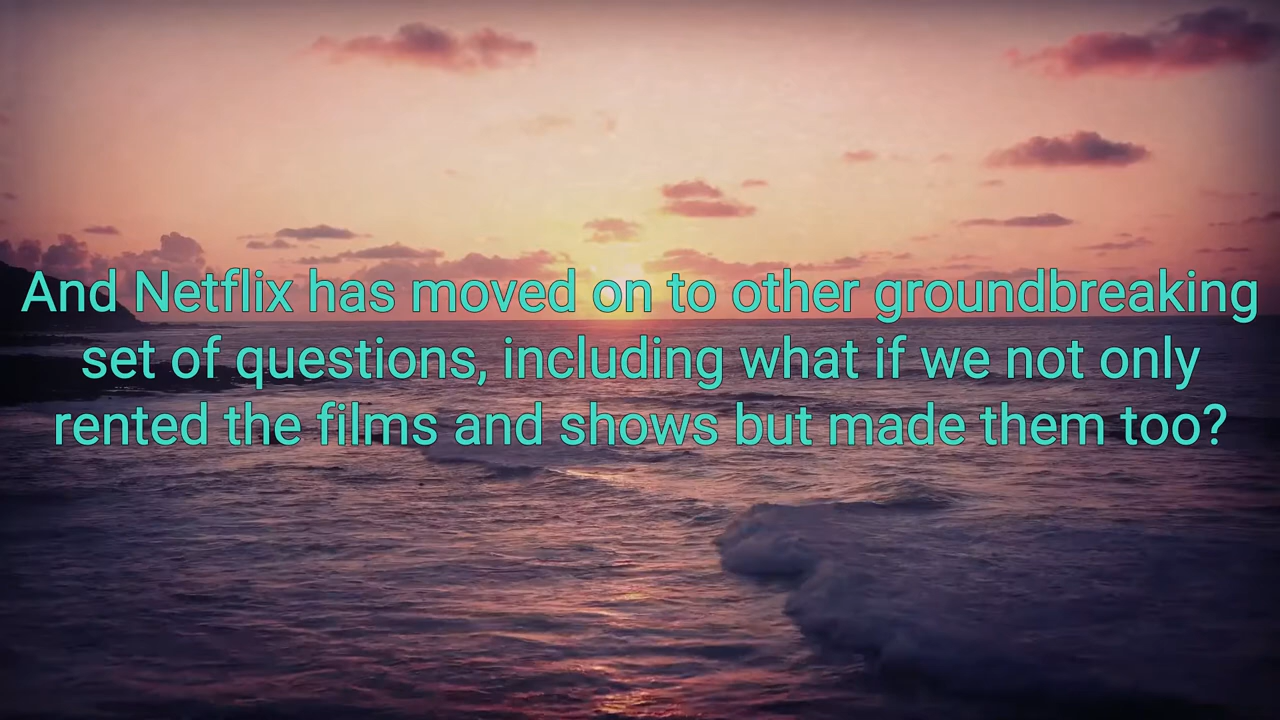 And Netflix has moved on to other groundbreaking
set of questions, including what if we not only
rented the films and shows but made them too?